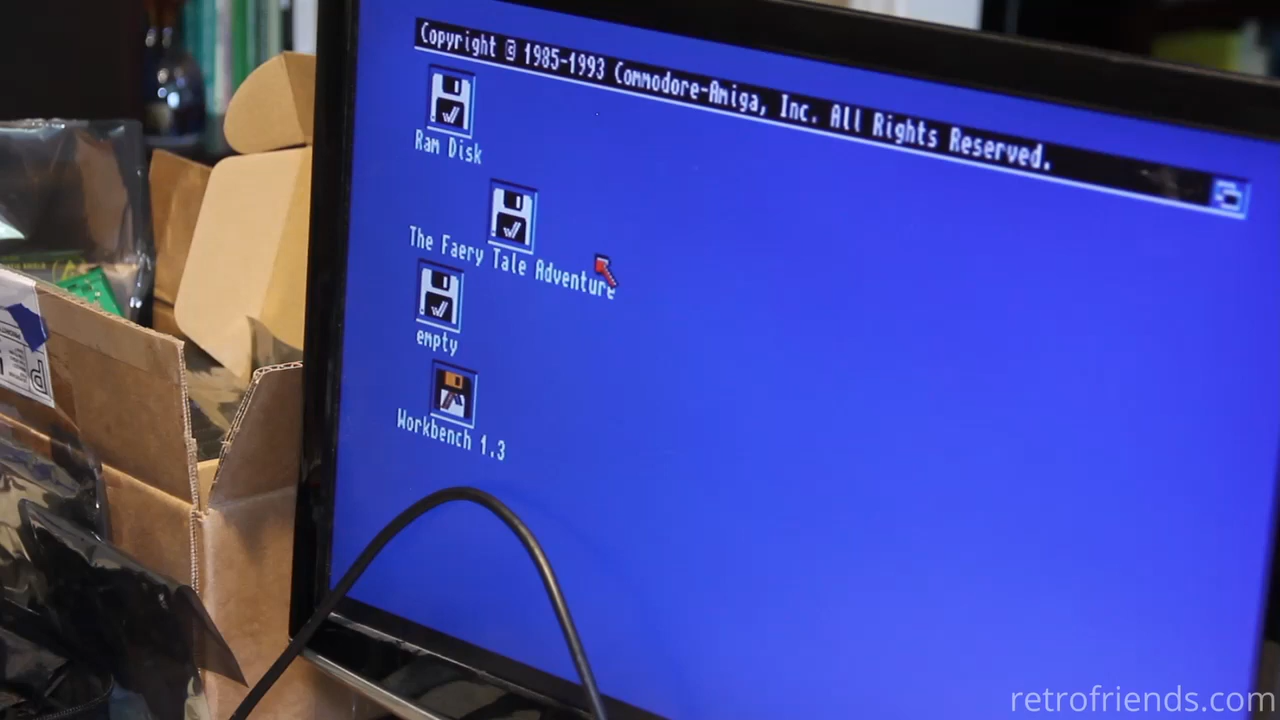 Copyright © 1985-1993 Commodore-Amiga, Inc. All Rights Reserved.
Ram Disk
The Faery Tale Adventure
empty
Workbench 1.3
retrofriends.com